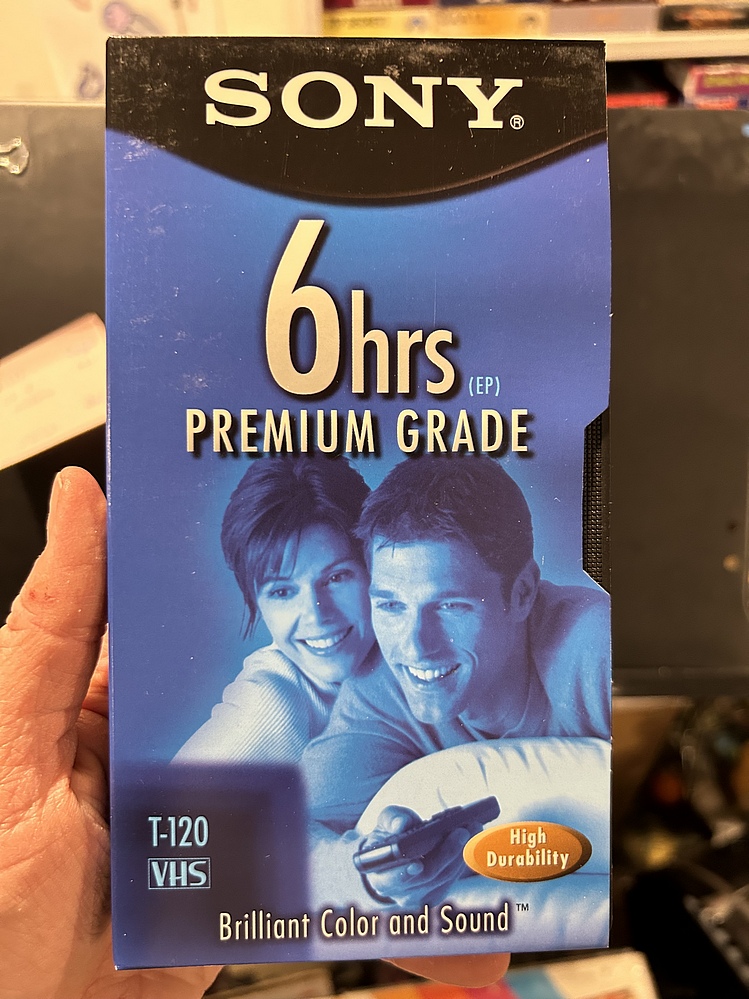 SONY®
6hrs (EP)
PREMIUM GRADE
T-120
VHS
High
Durability
Brilliant Color and Sound™